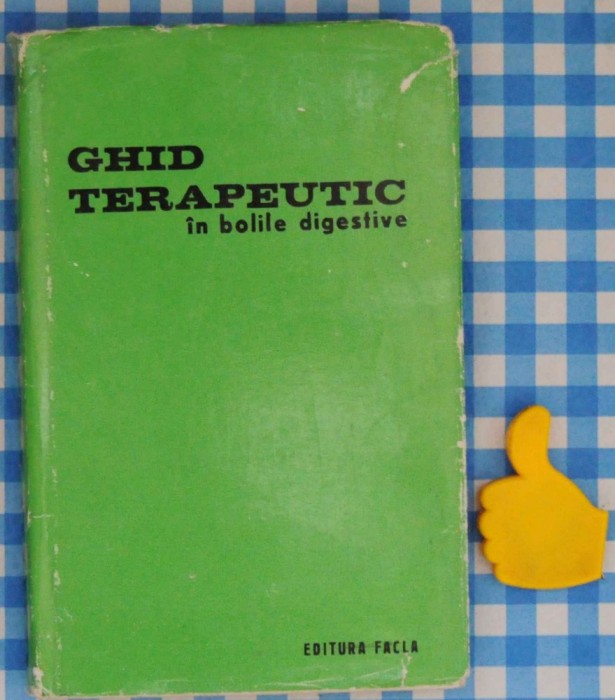 GHID
TERAPEUTIC
în bolile digestive
EDITURA FACLA